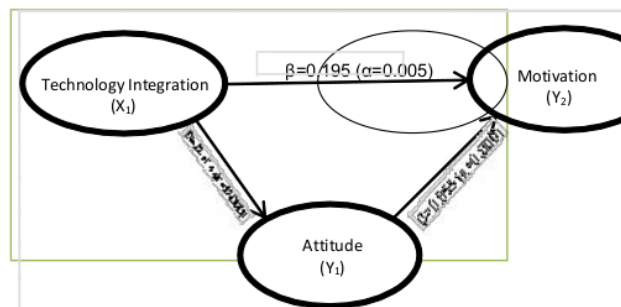 β=0.195 (α=0.005)
Technology Integration
(X₁)
Motivation
(Y₂)
Attitude
(Y₁)